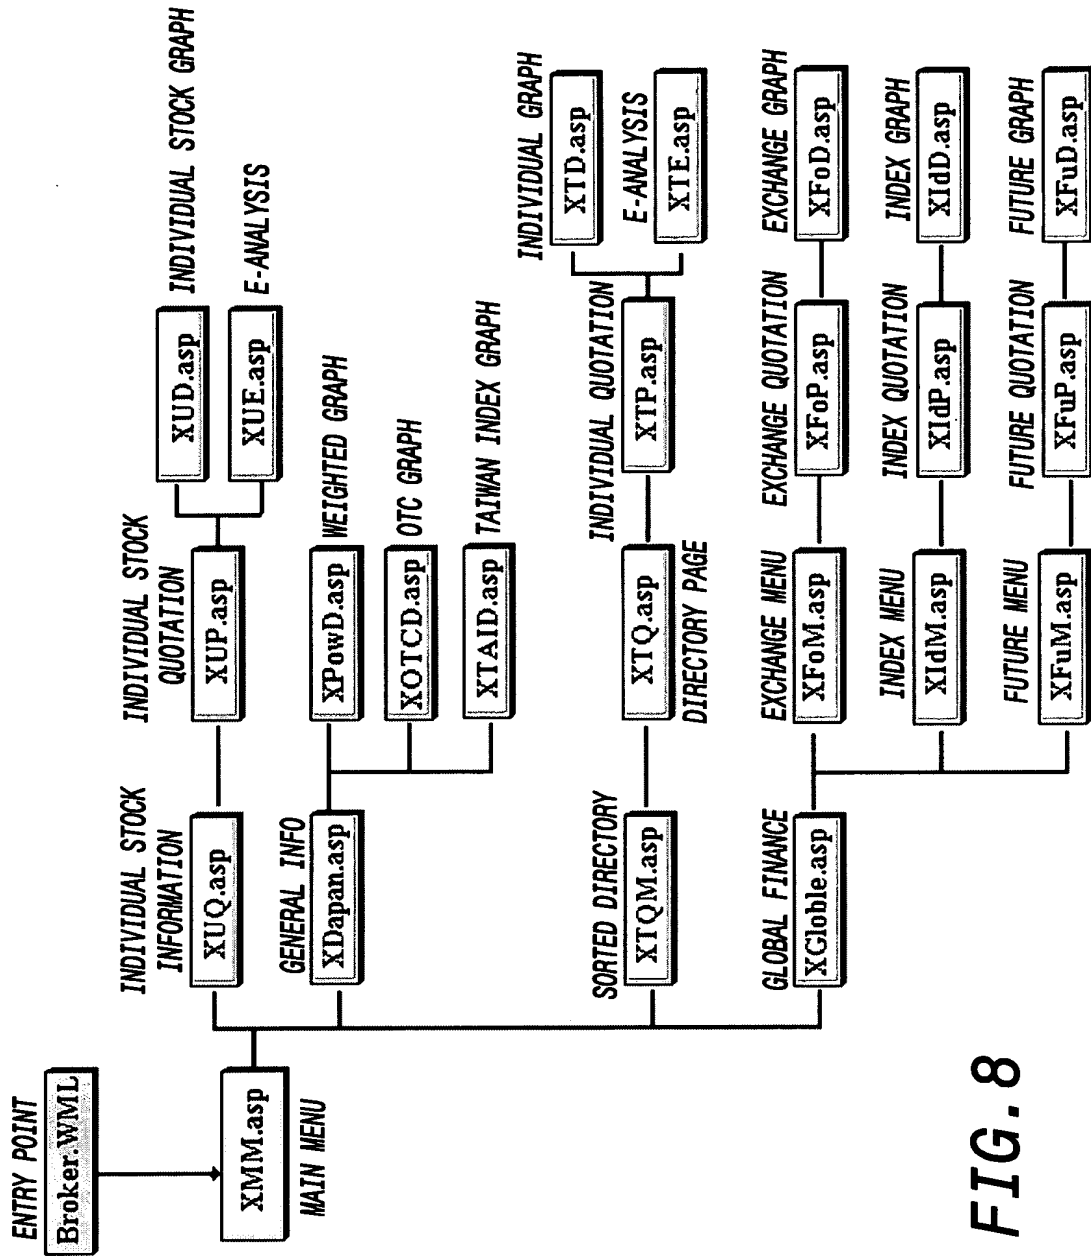 ENTRY POINT
Broker.WML
XMM.asp
MAIN MENU
INDIVIDUAL STOCK
INFORMATION
XUQ.asp
INDIVIDUAL STOCK
QUOTATION
XUP.asp
XUD.asp
INDIVIDUAL STOCK GRAPH
XUE.asp
E-ANALYSIS
GENERAL INFO
XDapan.asp
XPowD.asp
WEIGHTED GRAPH
XOTCD.asp
OTC GRAPH
XTAID.asp
TAIWAN INDEX GRAPH
SORTED DIRECTORY
XTQM.asp
XTQ.asp
DIRECTORY PAGE
INDIVIDUAL QUOTATION
XTP.asp
INDIVIDUAL GRAPH
XTD.asp
E-ANALYSIS
XTE.asp
GLOBAL FINANCE
XGloble.asp
EXCHANGE MENU
XFoM.asp
EXCHANGE QUOTATION
XFoP.asp
EXCHANGE GRAPH
XFoD.asp
INDEX MENU
XIdM.asp
INDEX QUOTATION
XIdP.asp
INDEX GRAPH
XIdD.asp
FUTURE MENU
XFuM.asp
FUTURE QUOTATION
XFuP.asp
FUTURE GRAPH
XFuD.asp
FIG.8